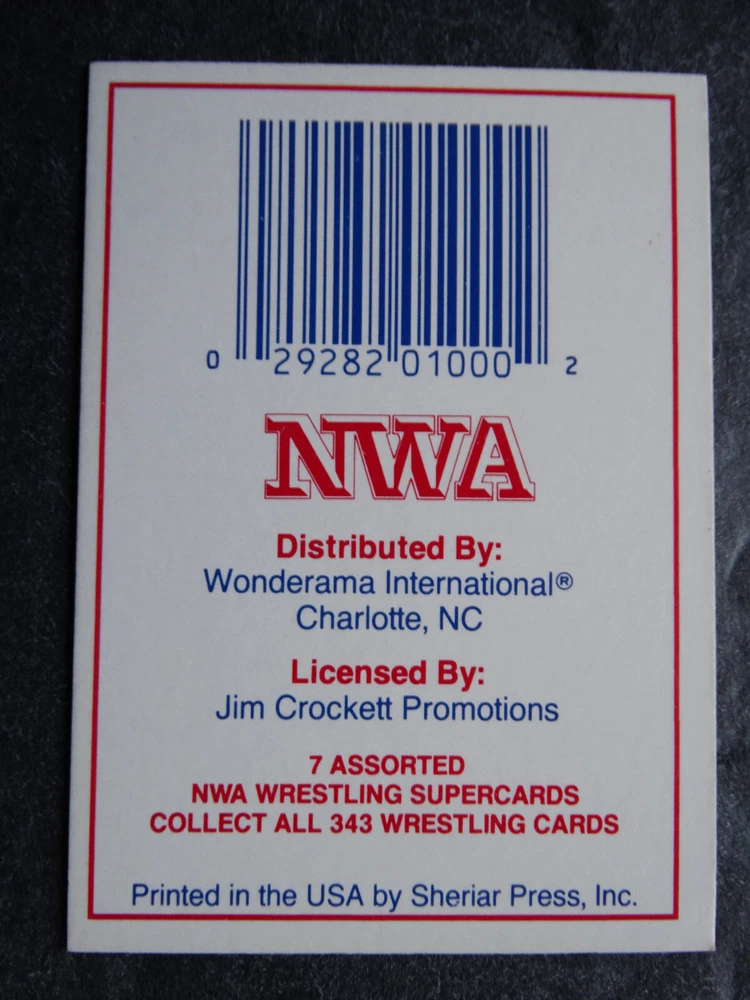 0 29282 01000 2
NWA
Distributed By:
Wonderama International®
Charlotte, NC
Licensed By:
Jim Crockett Promotions
7 ASSORTED
NWA WRESTLING SUPERCARDS
COLLECT ALL 343 WRESTLING CARDS
Printed in the USA by Sheriar Press, Inc.